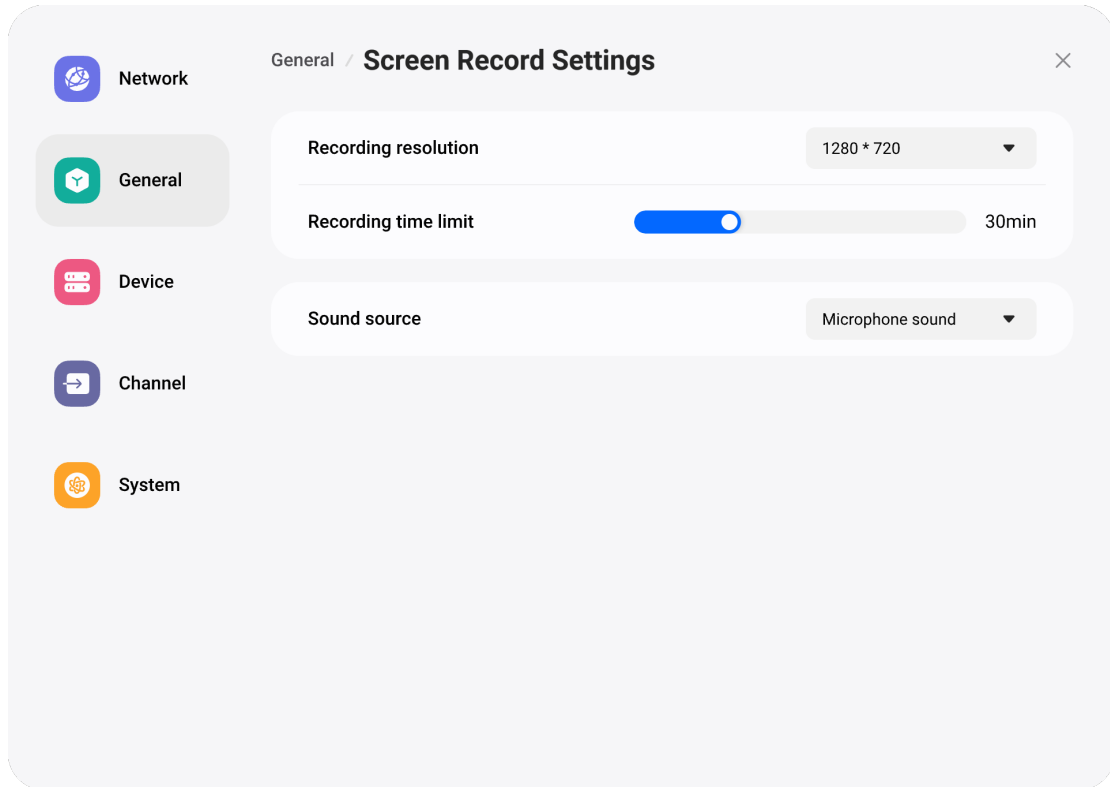 Network
General
Device
Channel
System
General / Screen Record Settings
Recording resolution 1280 * 720
Recording time limit 30min
Sound source Microphone sound